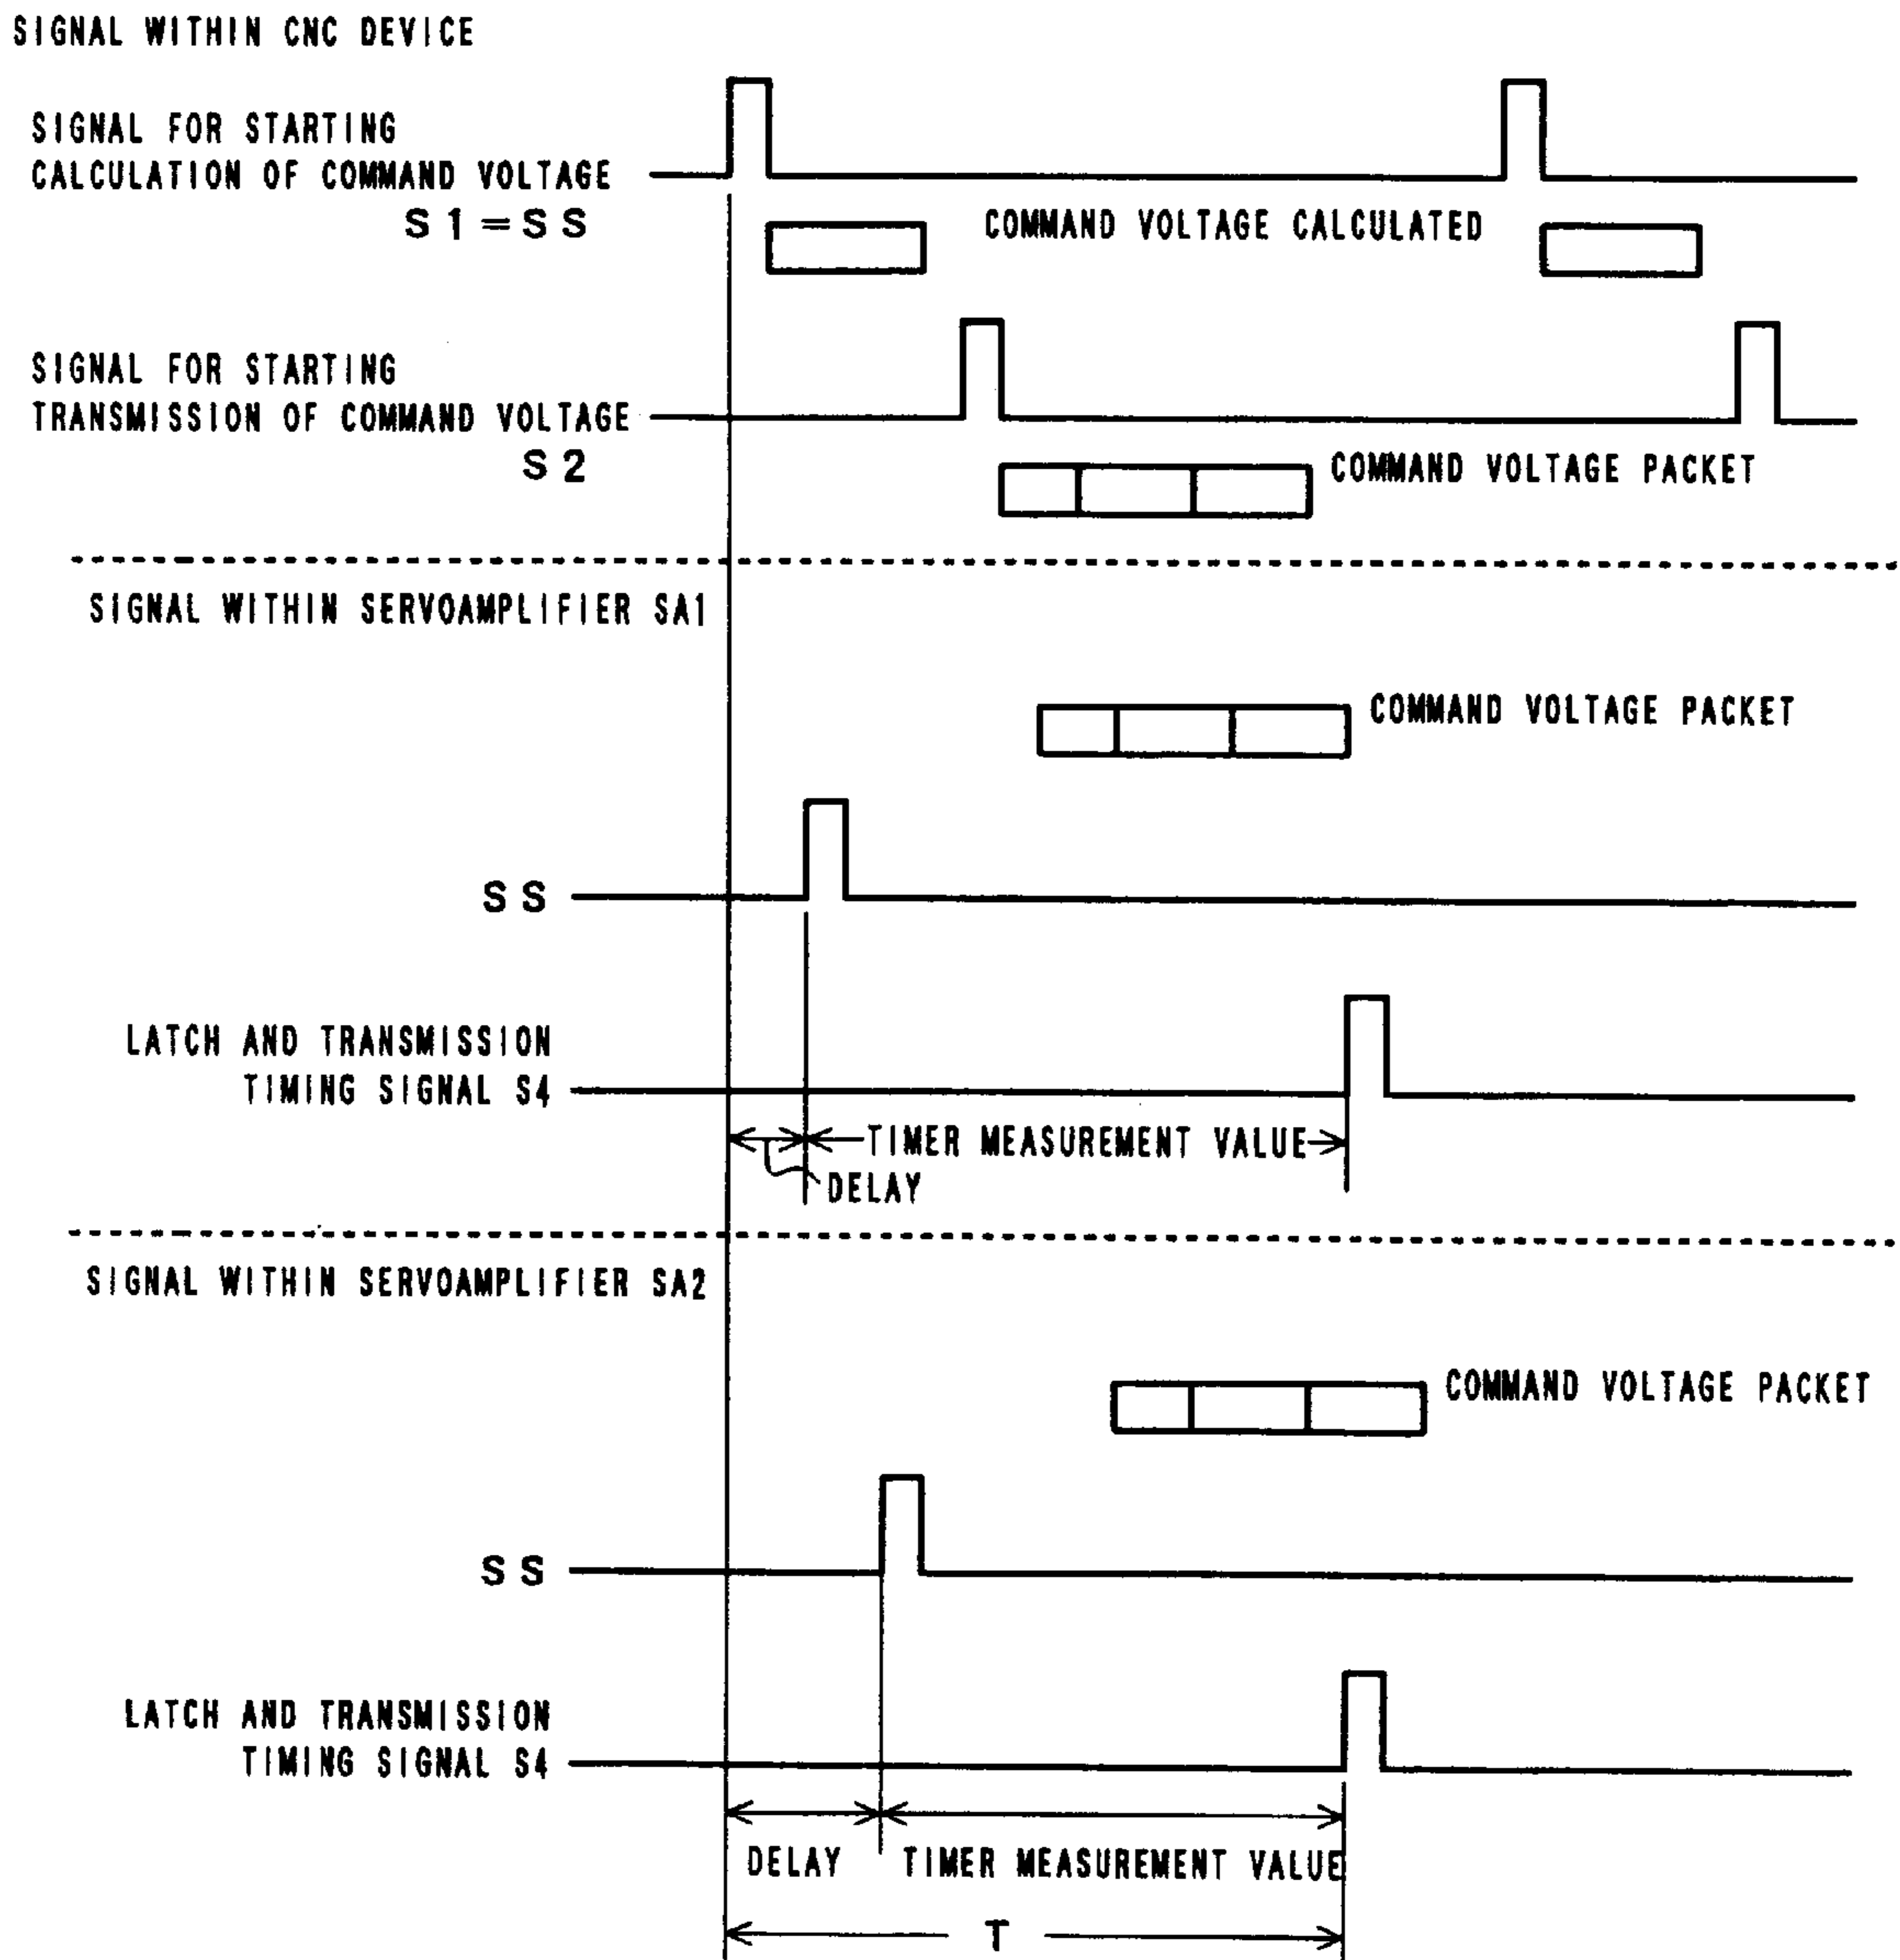 SIGNAL WITHIN CNC DEVICE
SIGNAL FOR STARTING
CALCULATION OF COMMAND VOLTAGE
S1=SS
COMMAND VOLTAGE CALCULATED
SIGNAL FOR STARTING
TRANSMISSION OF COMMAND VOLTAGE
S2
COMMAND VOLTAGE PACKET
SIGNAL WITHIN SERVOAMPLIFIER SA1
COMMAND VOLTAGE PACKET
SS
LATCH AND TRANSMISSION
TIMING SIGNAL S4
TIMER MEASUREMENT VALUE
DELAY
SIGNAL WITHIN SERVOAMPLIFIER SA2
COMMAND VOLTAGE PACKET
SS
LATCH AND TRANSMISSION
TIMING SIGNAL S4
DELAY TIMER MEASUREMENT VALUE
T